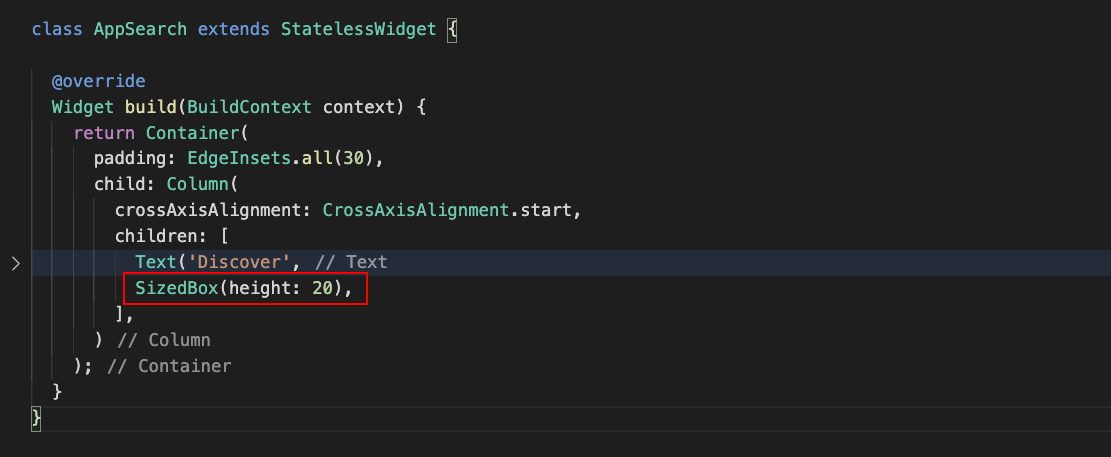 class AppSearch extends StatelessWidget {
@override
Widget build(BuildContext context) {
return Container(
padding: EdgeInsets.all(30),
child: Column(
crossAxisAlignment: CrossAxisAlignment.start,
children: [
Text('Discover', // Text
SizedBox(height: 20),
],
) // Column
); // Container
}
}